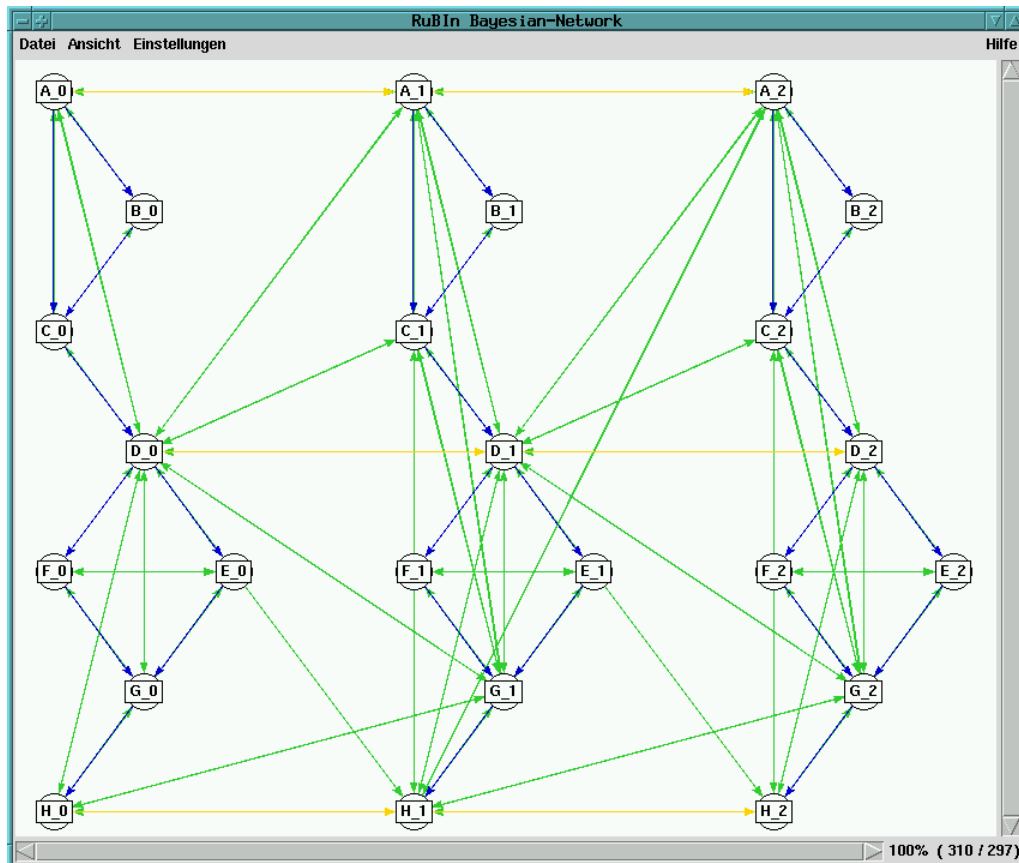 RuBIn Bayesian-Network
Datei Ansicht Einstellungen Hilfe
A_0 A_1 A_2
B_0 B_1 B_2
C_0 C_1 C_2
D_0 D_1 D_2
F_0 E_0 F_1 E_1 F_2 E_2
G_0 G_1 G_2
H_0 H_1 H_2
100% ( 310 / 297)